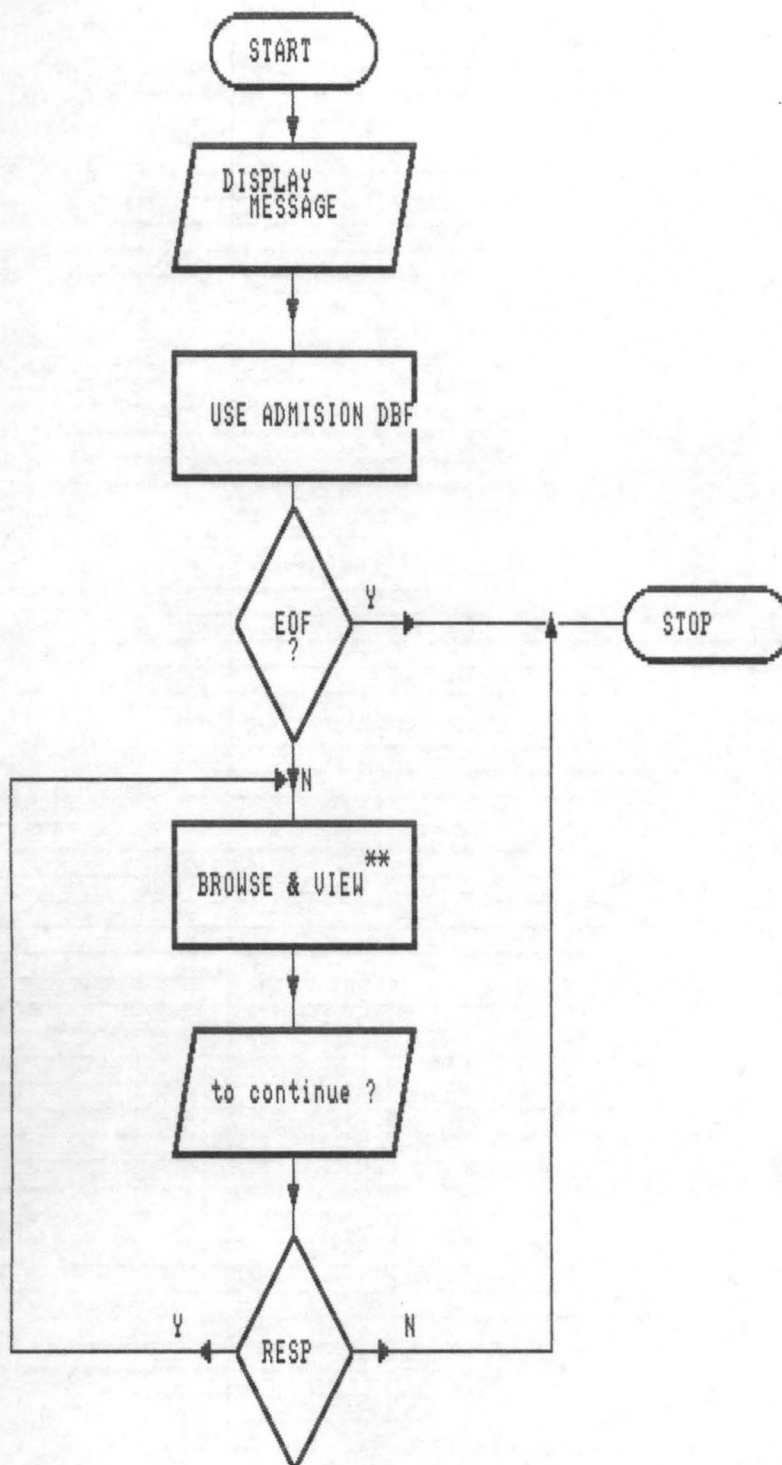 START
DISPLAY
MESSAGE
USE ADMISION DBF
EOF
?
Y
STOP
N
BROWSE & VIEW **
to continue ?
Y
RESP
N